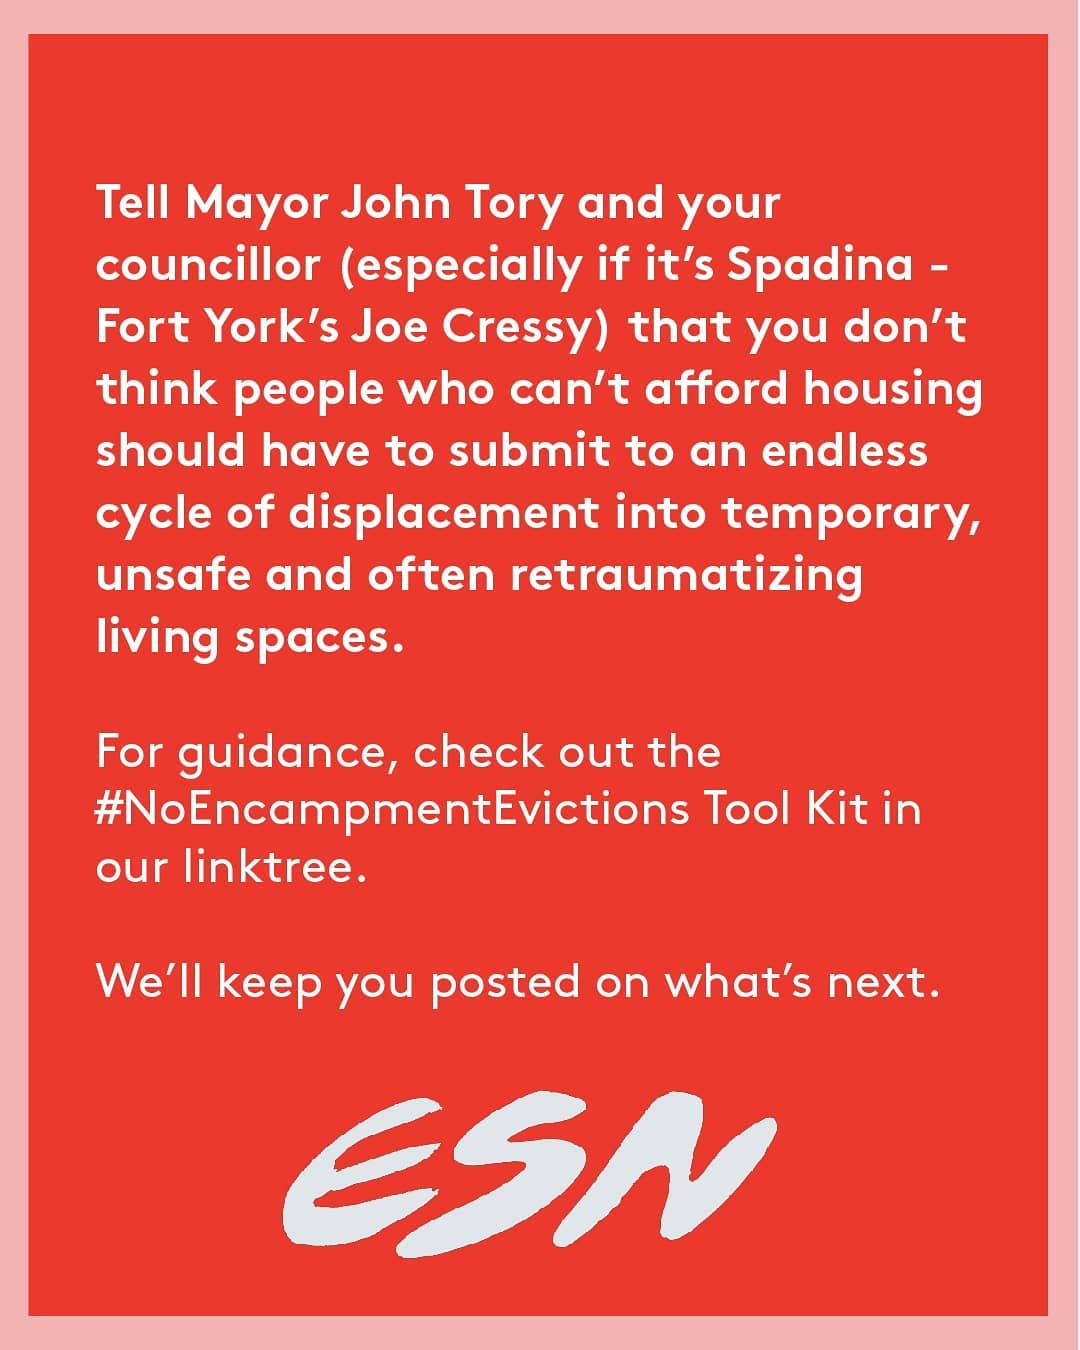 Tell Mayor John Tory and your
councillor (especially if it’s Spadina -
Fort York’s Joe Cressy) that you don’t
think people who can’t afford housing
should have to submit to an endless
cycle of displacement into temporary,
unsafe and often retraumatizing
living spaces.
For guidance, check out the
#NoEncampmentEvictions Tool Kit in
our linktree.
We’ll keep you posted on what’s next.
ESN